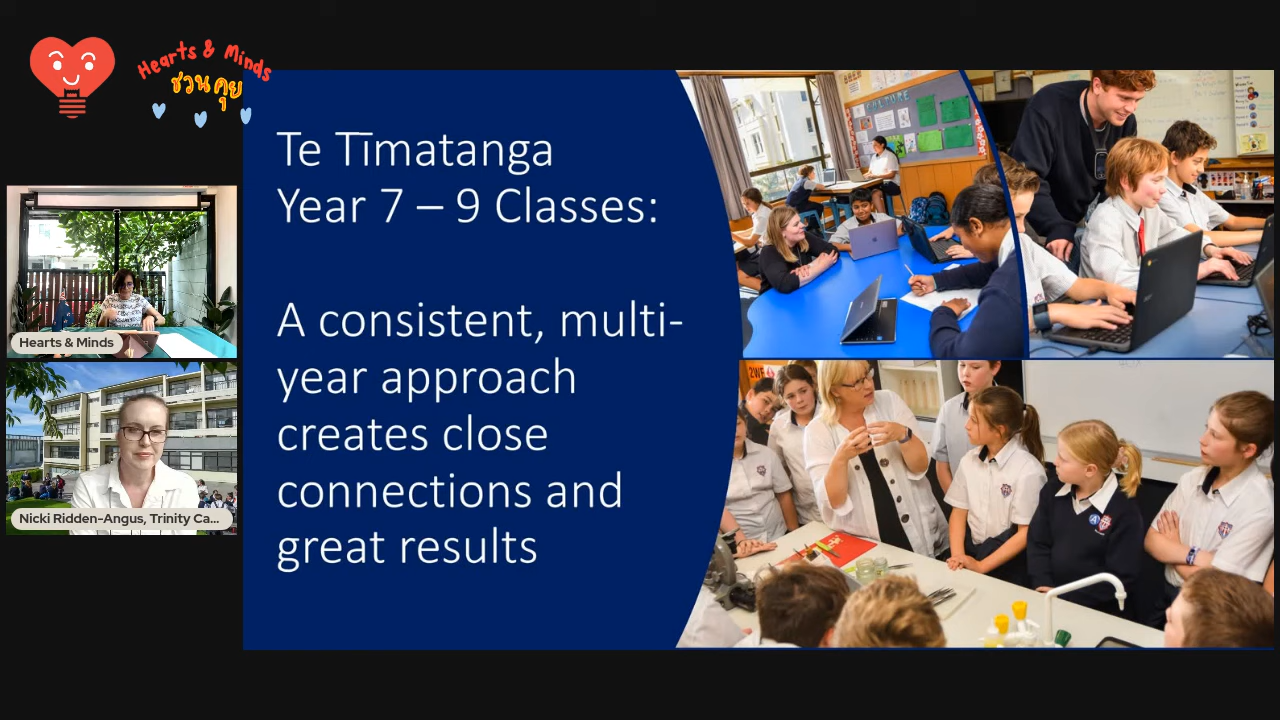 Hearts & Minds
ชวนคุย
Te Tīmatanga
Year 7 – 9 Classes:
A consistent, multi-
year approach
creates close
connections and
great results
Hearts & Minds
Nicki Ridden-Angus, Trinity Ca...
CULTURE